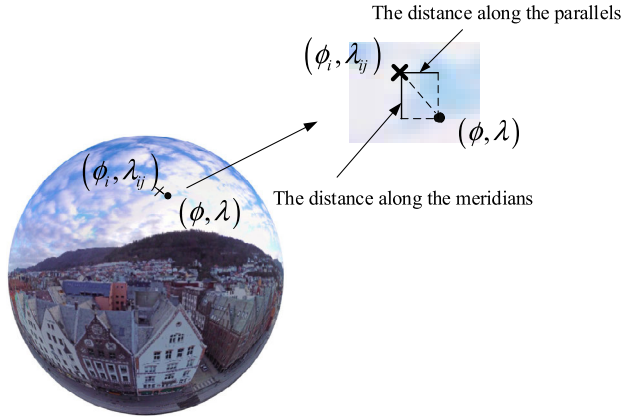 The distance along the parallels
(ϕᵢ, λᵢⱼ)
(ϕ, λ)
(ϕᵢ, λᵢⱼ)
(ϕ, λ)
The distance along the meridians